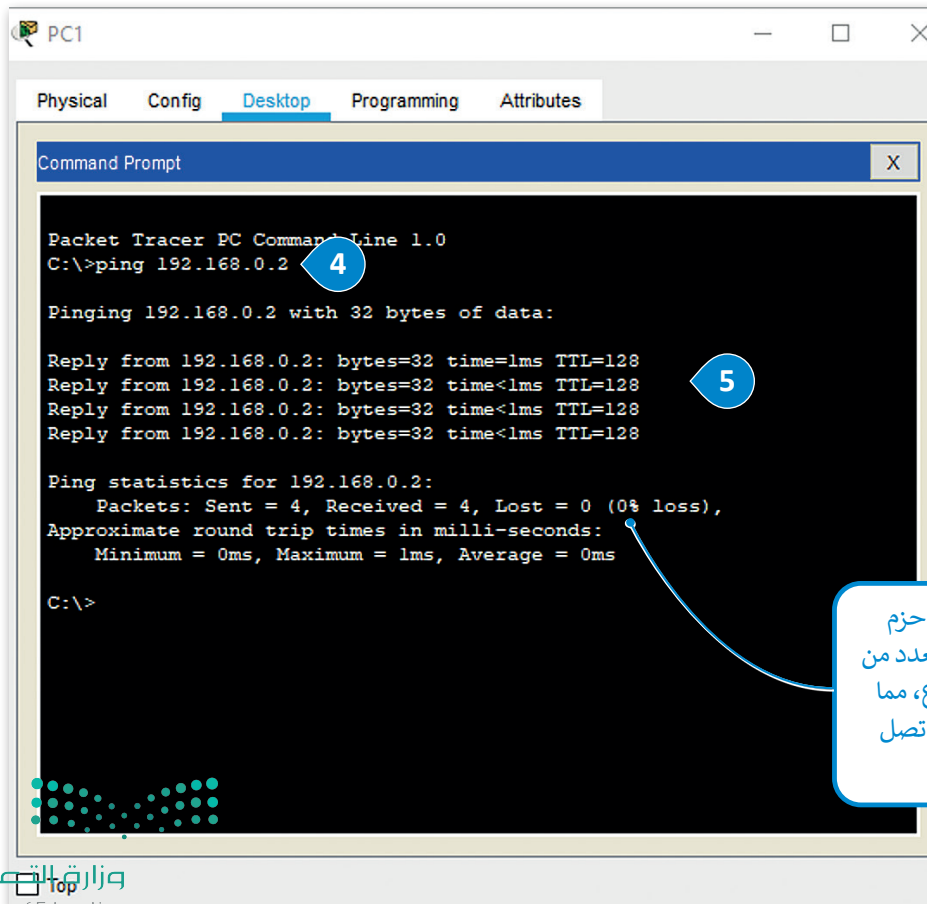 PC1
Physical Config Desktop Programming Attributes
Command Prompt X
Packet Tracer PC Command Line 1.0
C:\>ping 192.168.0.2
4
Pinging 192.168.0.2 with 32 bytes of data:
Reply from 192.168.0.2: bytes=32 time=1ms TTL=128
Reply from 192.168.0.2: bytes=32 time<1ms TTL=128
5
Reply from 192.168.0.2: bytes=32 time<1ms TTL=128
Reply from 192.168.0.2: bytes=32 time<1ms TTL=128
Ping statistics for 192.168.0.2:
Packets: Sent = 4, Received = 4, Lost = 0 (0% loss),
Approximate round trip times in milli-seconds:
Minimum = 0ms, Maximum = 1ms, Average = 0ms
C:\>
حزم
من
مما
تصل
وزارة
Top